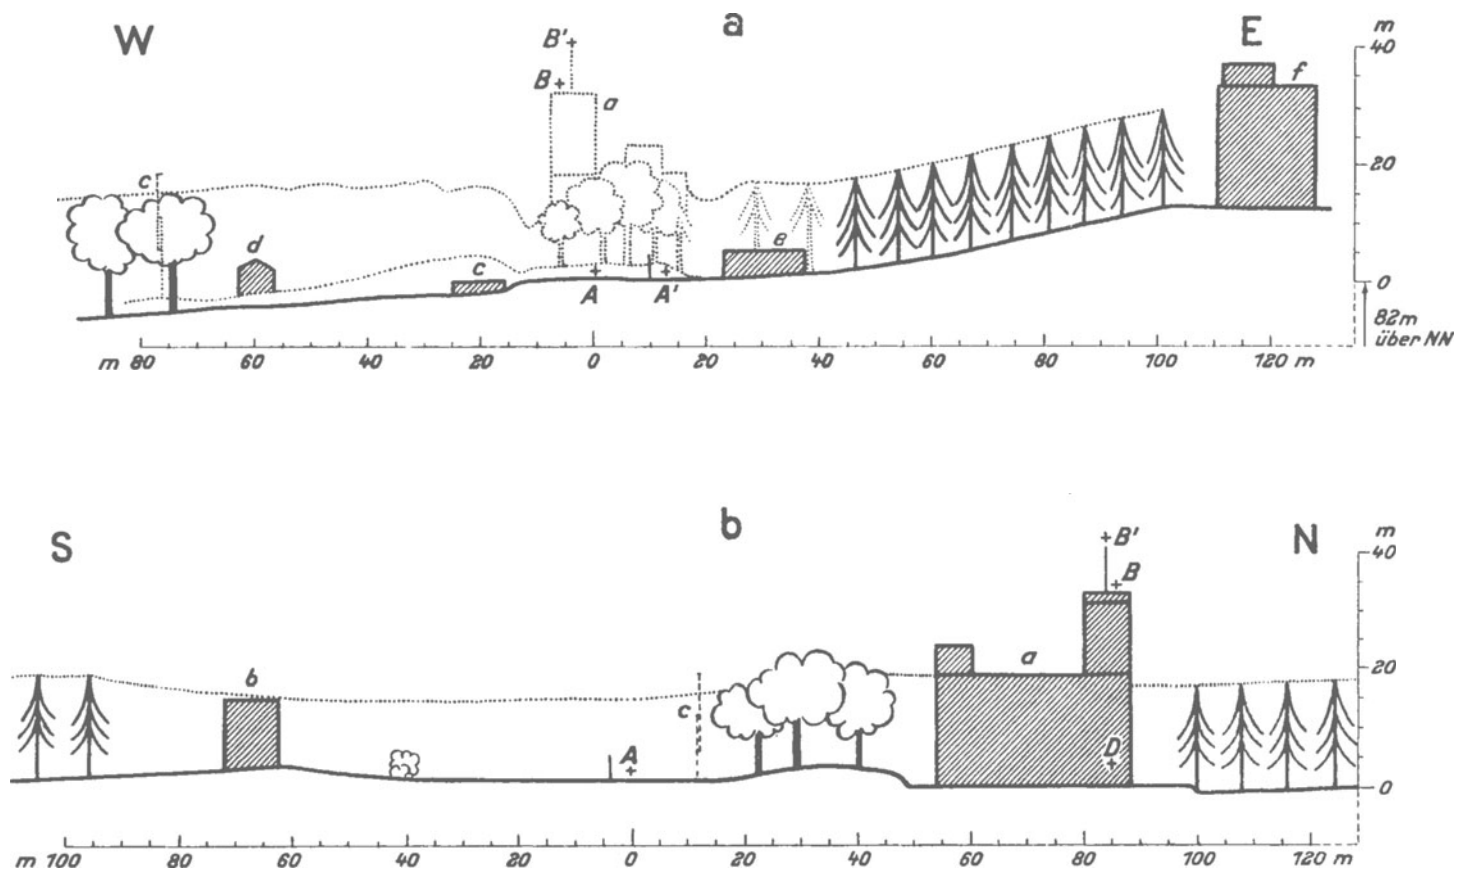 W a E
B' m
B 40
a f
c 20
d c e 0
A A' 82m
über NN
m 80 60 40 20 0 20 40 60 80 100 120 m
S b N
B' m
B 40
b a 20
c A D 0
m 100 80 60 40 20 0 20 40 60 80 100 120 m